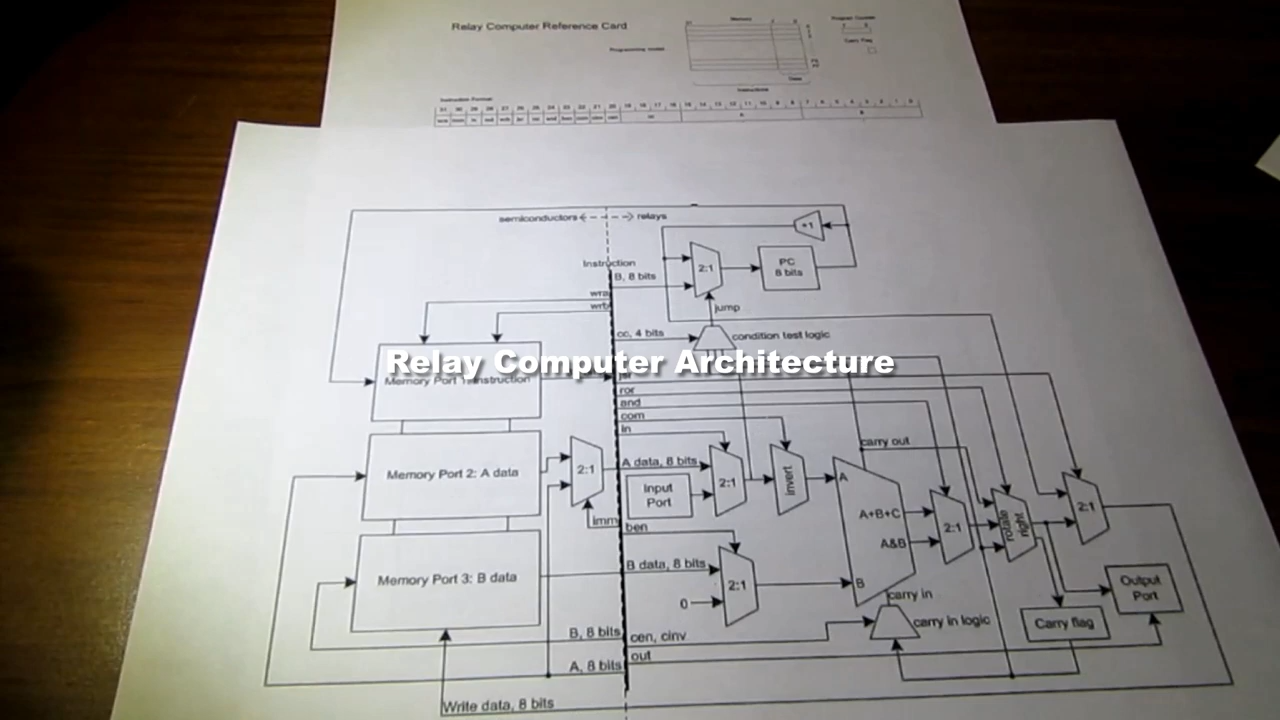 Relay Computer Reference Card
Memory
Program Counter
Carry Flag
Programming Model
Data
Instructions
Instruction Format
semiconductors
relays
+1
Instruction
B, 8 bits
2:1
PC
8 bits
wra
wrb
jump
cc, 4 bits
condition test logic
Relay Computer Architecture
Memory Port 1: Instruction
jsr
ror
and
com
in
carry out
Memory Port 2: A data
2:1
A data, 8 bits
Input
Port
2:1
invert
A
A+B+C
A&B
2:1
rotate
right
2:1
imm
ben
Memory Port 3: B data
B data, 8 bits
2:1
0
B
carry in
Output
Port
B, 8 bits
cen, cinv
carry in logic
Carry flag
A, 8 bits
out
Write data, 8 bits